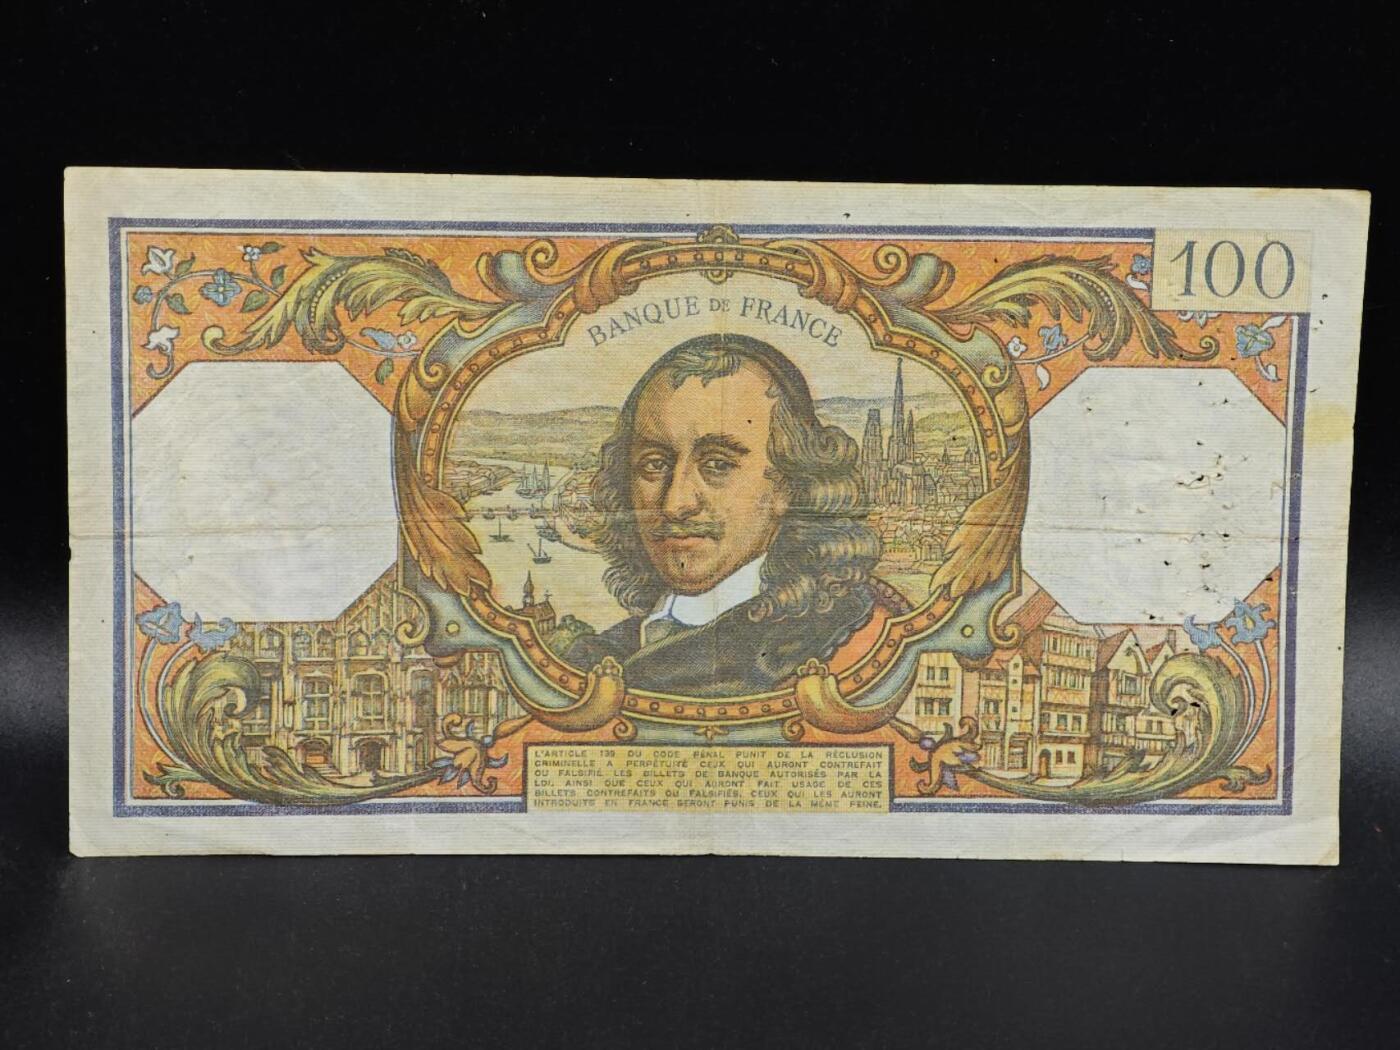 100
BANQUE DE FRANCE
L'ARTICLE 139 DU CODE PÉNAL PUNIT DE LA RÉCLUSION
CRIMINELLE A PERPÉTUITÉ CEUX QUI AURONT CONTREFAIT
OU FALSIFIÉ LES BILLETS DE BANQUE AUTORISÉS PAR LA
LOI, AINSI QUE CEUX QUI AURONT FAIT USAGE DE CES
BILLETS CONTREFAITS OU FALSIFIÉS, CEUX QUI LES AURONT
INTRODUITS EN FRANCE SERONT PUNIS DE LA MÊME PEINE.